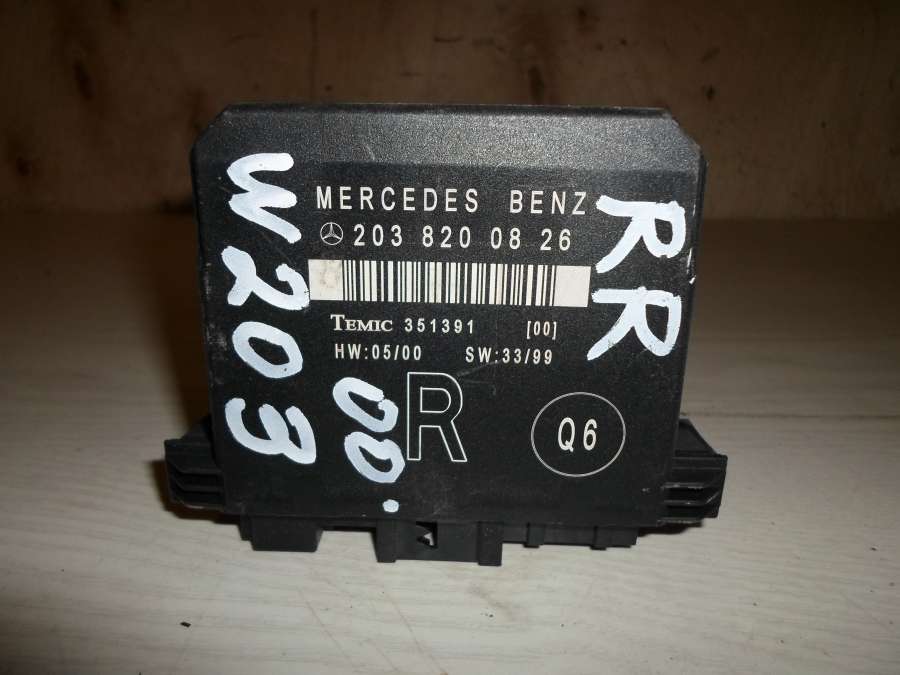 MERCEDES BENZ
203 820 08 26
TEMIC 351391 [00]
HW:05/00 SW:33/99
R
Q6
W203
00.
RR